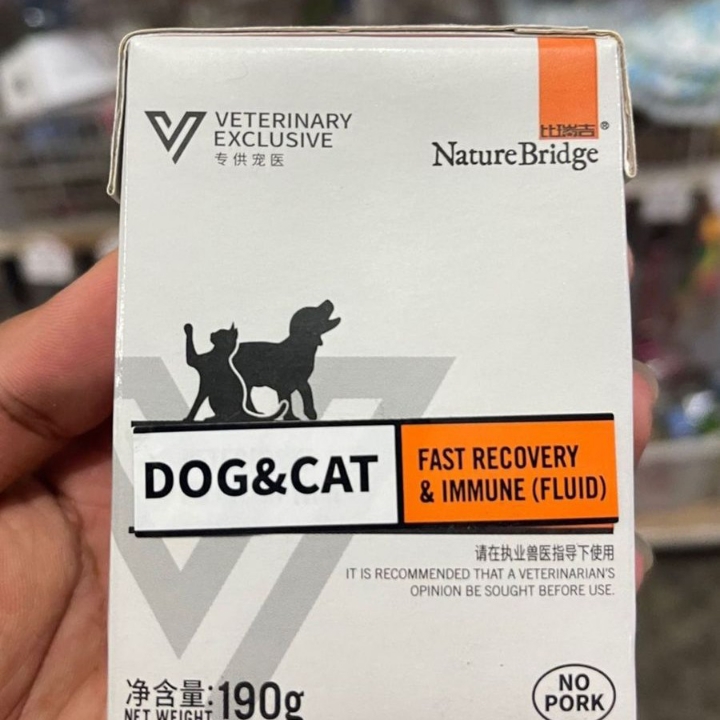 VETERINARY
EXCLUSIVE
专供宠医
比瑞吉®
NatureBridge
DOG&CAT
FAST RECOVERY
& IMMUNE (FLUID)
请在执业兽医指导下使用
IT IS RECOMMENDED THAT A VETERINARIAN'S
OPINION BE SOUGHT BEFORE USE.
净含量:190g
NET WEIGHT
NO
PORK